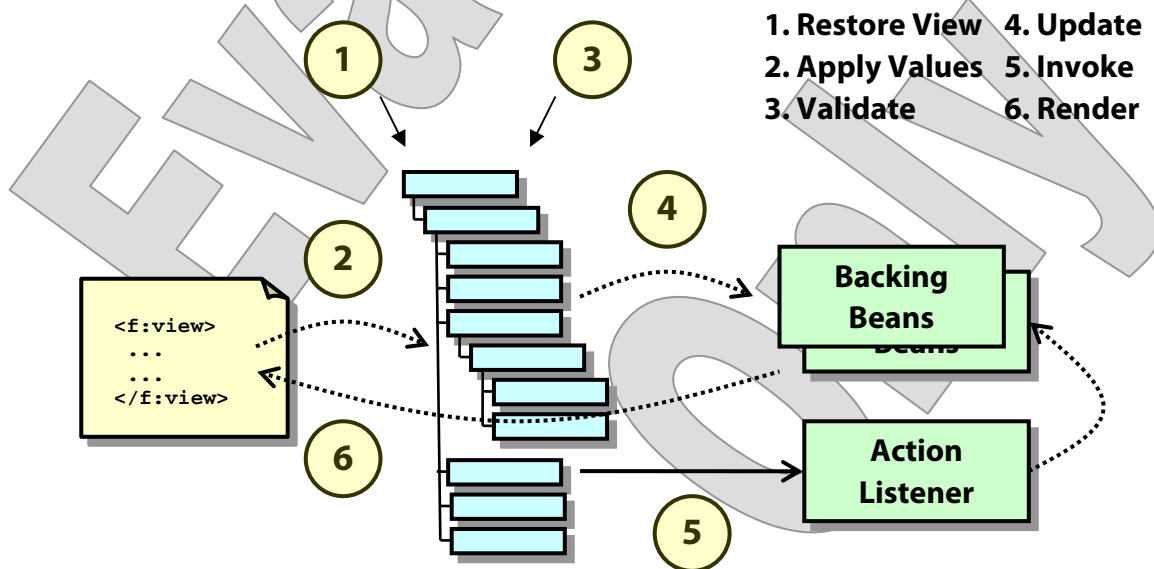 1. Restore View 4. Update
2. Apply Values 5. Invoke
3. Validate 6. Render
1
3
4
2
Backing
Beans
Beans
<f:view>
...
...
</f:view>
6
Action
Listener
5